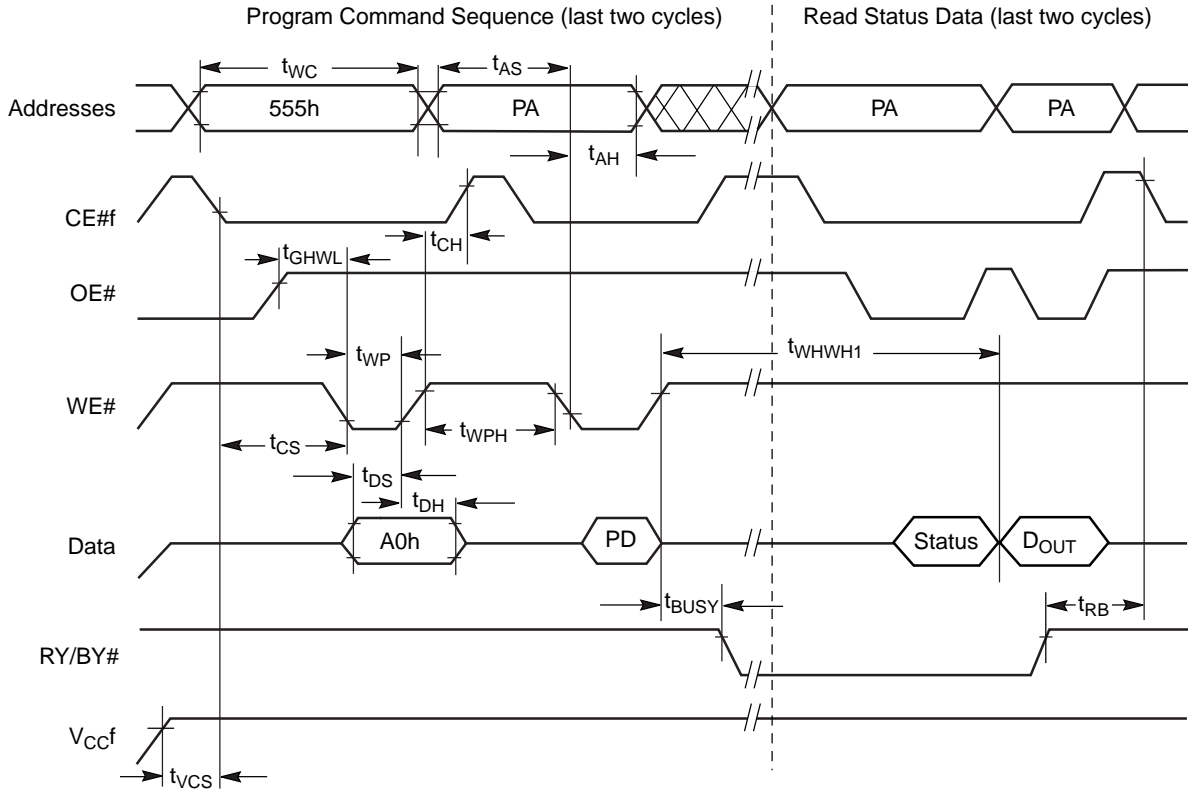 Program Command Sequence (last two cycles)
Read Status Data (last two cycles)
tWC
tAS
Addresses
555h
PA
PA
PA
tAH
CE#f
tCH
tGHWL
OE#
tWP
tWHWH1
WE#
tCS
tWPH
tDS
tDH
Data
A0h
PD
Status
DOUT
tBUSY
tRB
RY/BY#
VCCf
tVCS